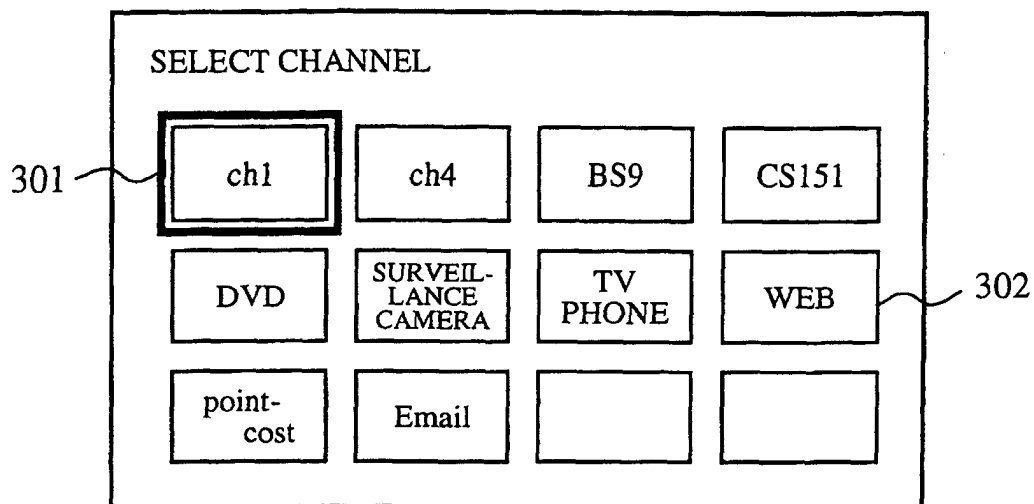 SELECT CHANNEL
301
ch1
ch4
BS9
CS151
DVD
SURVEIL-
LANCE
CAMERA
TV
PHONE
WEB
302
point-
cost
Email